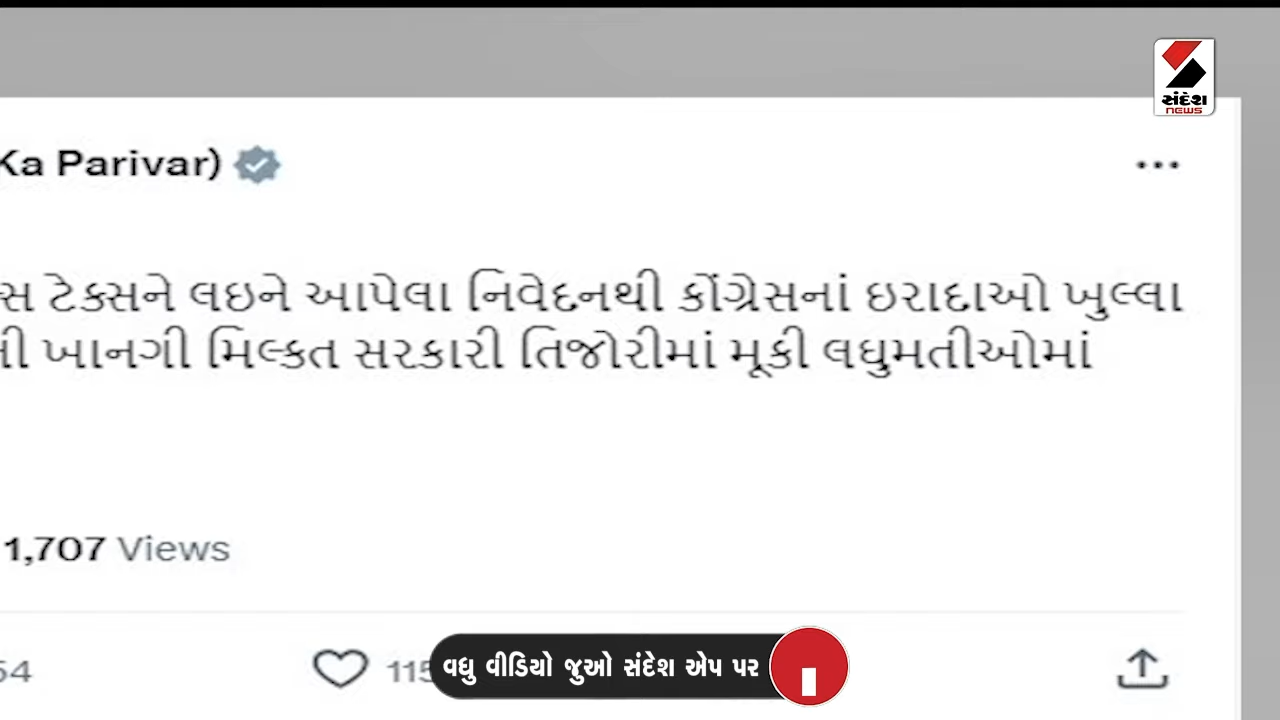 સંદેશ
NEWS
Ka Parivar)
ટેક્સને લઇને આપેલા નિવેદનથી કોંગ્રેસનાં ઇરાદાઓ ખુલ્લા
ખાનગી મિલ્કત સરકારી તિજોરીમાં મૂકી લઘુમતીઓમાં
1,707 Views
54
115
વધુ વીડિયો જુઓ સંદેશ એપ પર